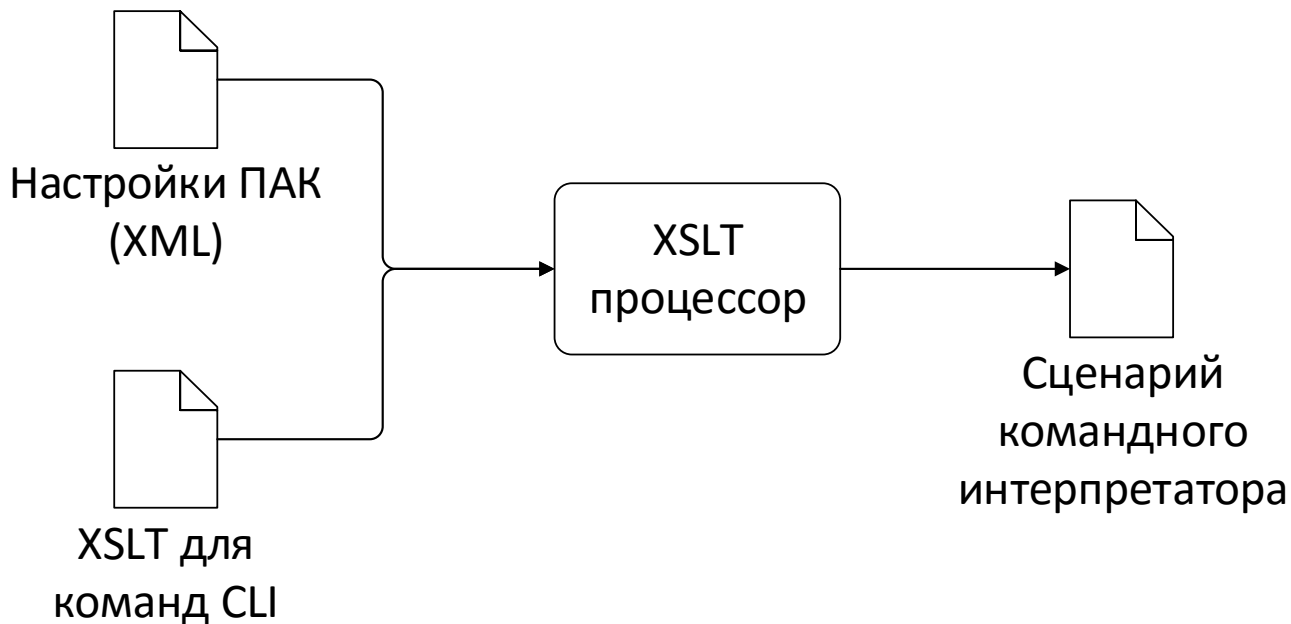 Настройки ПАК
(XML)
XSLT
процессор
Сценарий
командного
интерпретатора
XSLT для
команд CLI